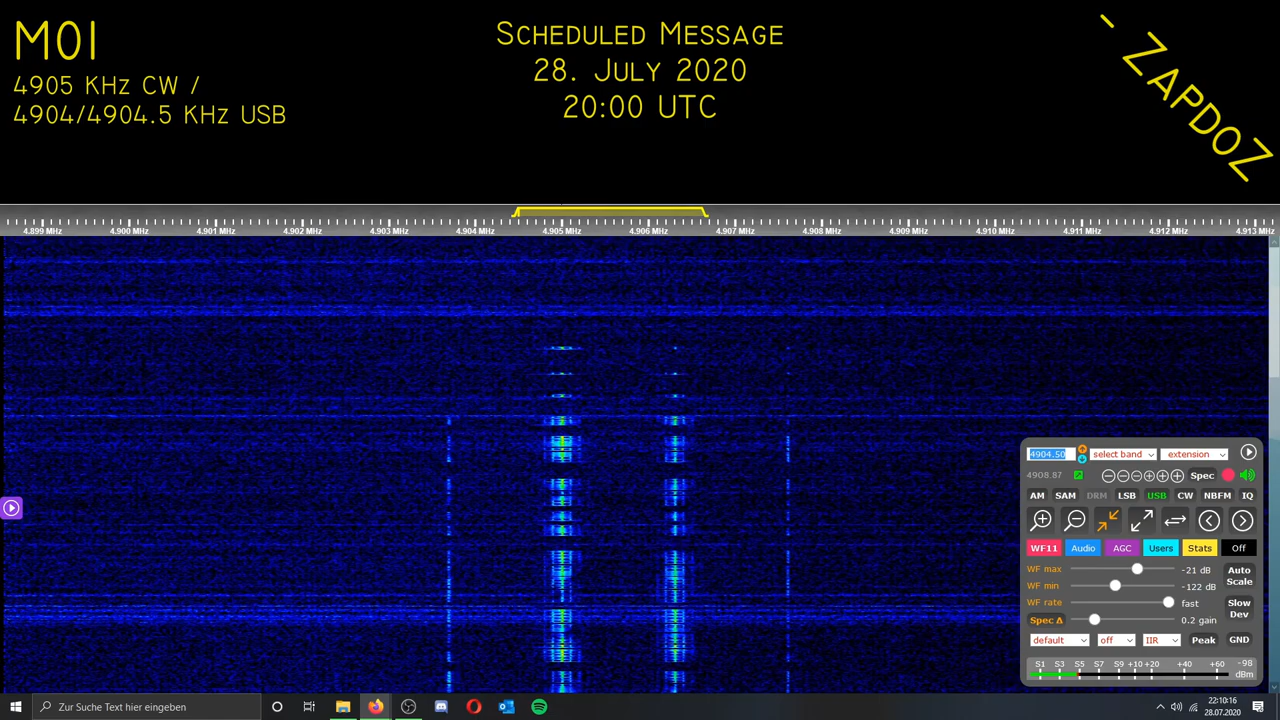 M01
4905 KHz CW /
4904/4904.5 KHz USB
Scheduled Message
28. July 2020
20:00 UTC
- ZAPDOZ
4.899 MHz 4.900 MHz 4.901 MHz 4.902 MHz 4.903 MHz 4.904 MHz 4.905 MHz 4.906 MHz 4.907 MHz 4.908 MHz 4.909 MHz 4.910 MHz 4.911 MHz 4.912 MHz 4.913 MHz
4904.50 select band extension
4908.87 Spec
AM SAM DRM LSB USB CW NBFM IQ
WF11 Audio AGC Users Stats Off
WF max -21 dB Auto Scale
WF min -122 dB
WF rate fast Slow Dev
Spec Δ 0.2 gain
default off IIR Peak GND
S1 S3 S5 S7 S9 +10 +20 +40 +60 -98 dBm
Zur Suche Text hier eingeben
22:10:16
28.07.2020